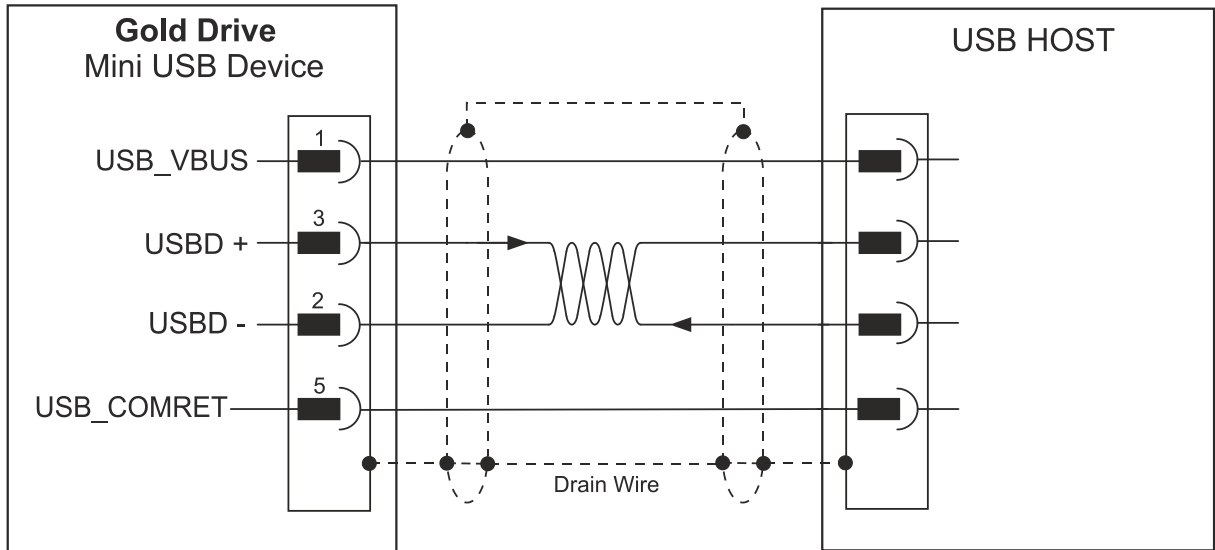 Gold Drive
Mini USB Device
USB HOST
1
USB_VBUS
3
USBD +
2
USBD -
5
USB_COMRET
Drain Wire